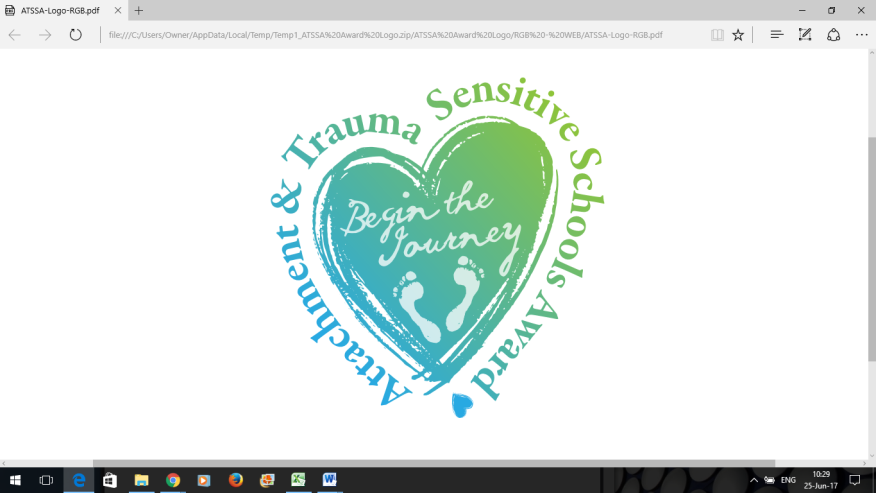 ATSSA-Logo-RGB.pdf
file:///C:/Users/Owner/AppData/Local/Temp/Temp1_ATSSA%20Award%20Logo.zip/ATSSA%20Award%20Logo/RGB%20-%20WEB/ATSSA-Logo-RGB.pdf
Attachment & Trauma Sensitive Schools Award
Begin the
Journey
ENG
10:29
25-Jun-17